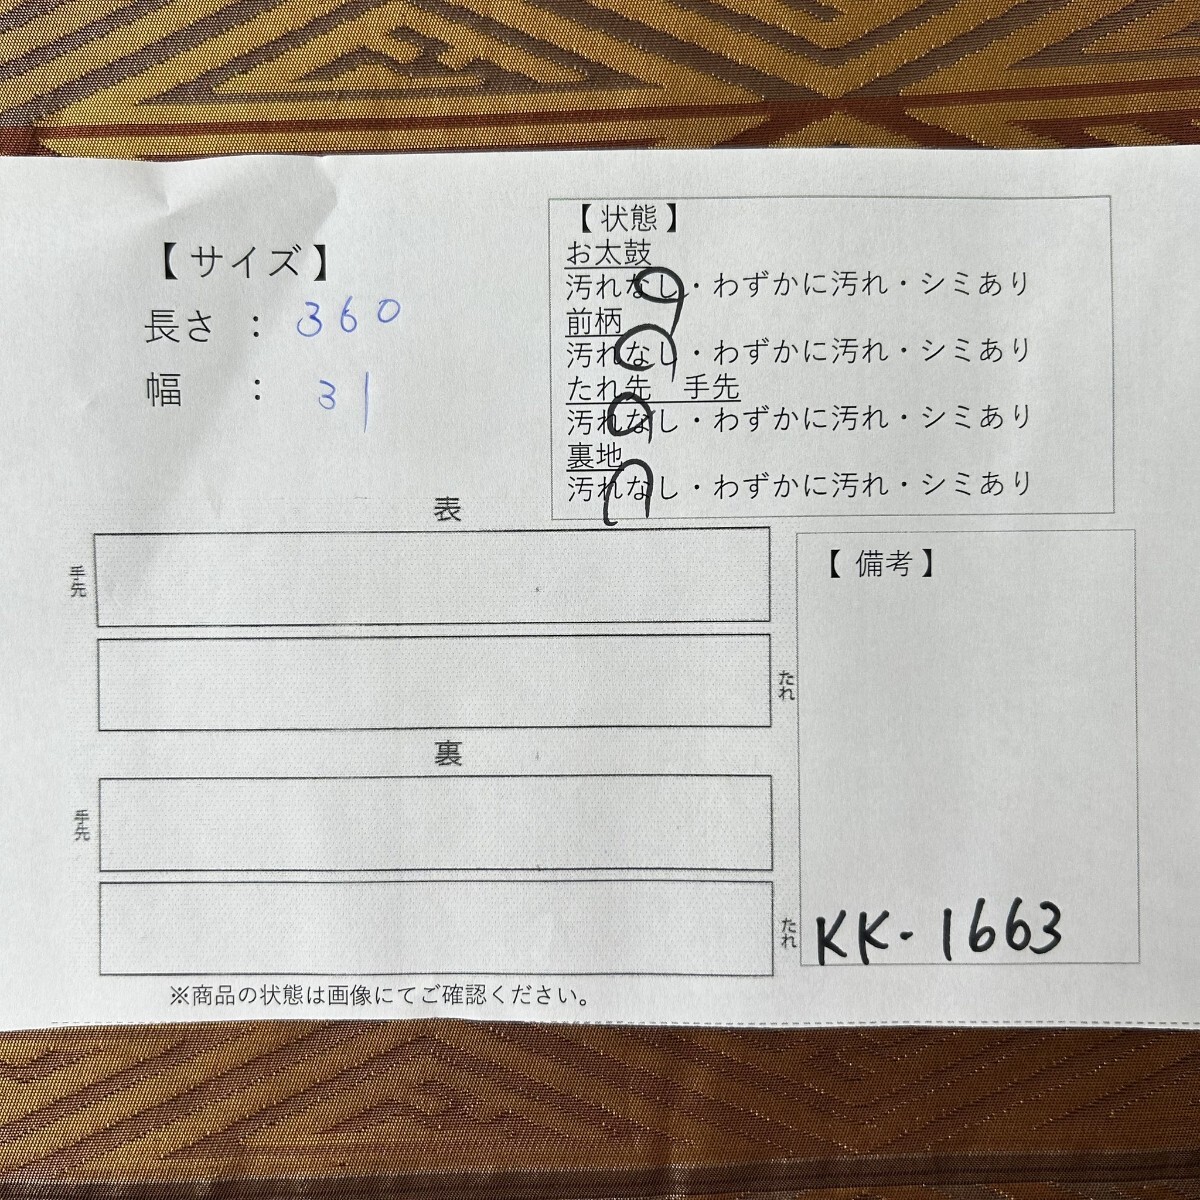 【サイズ】
長さ ： 360
幅 ： 31
【状態】
お太鼓
汚れなし・わずかに汚れ・シミあり
前柄
汚れなし・わずかに汚れ・シミあり
たれ先 手先
汚れなし・わずかに汚れ・シミあり
裏地
汚れなし・わずかに汚れ・シミあり
表
手先
たれ
裏
手先
たれ
【備考】
KK-1663
※商品の状態は画像にてご確認ください。